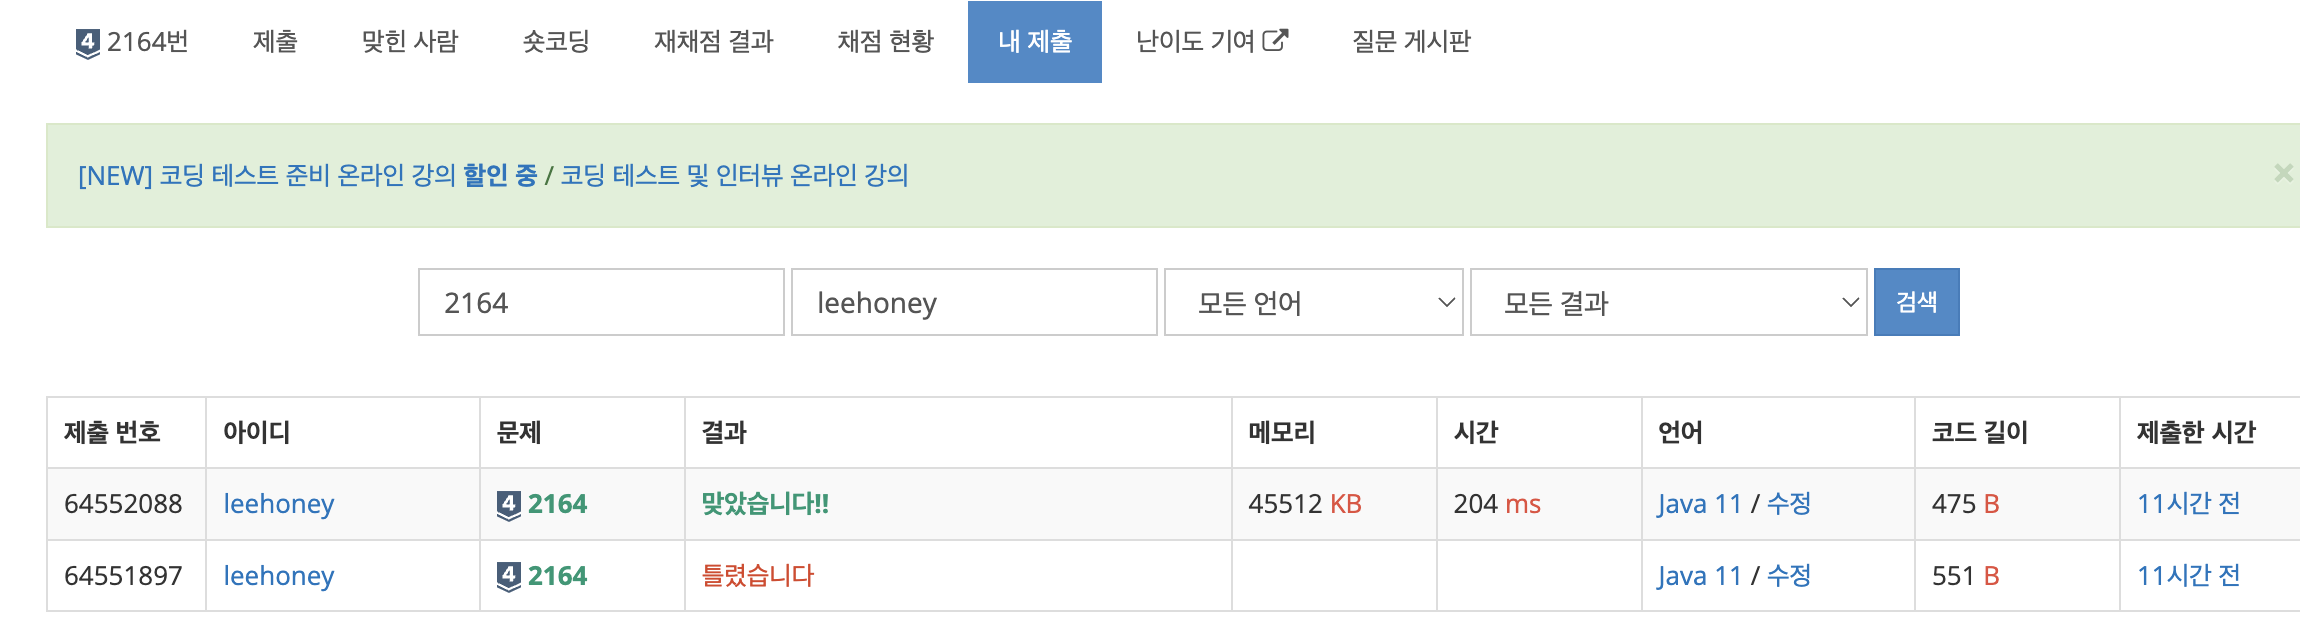 4 2164번 제출 맞힌 사람 숏코딩 재채점 결과 채점 현황 내 제출 난이도 기여 질문 게시판
[NEW] 코딩 테스트 준비 온라인 강의 할인 중 / 코딩 테스트 및 인터뷰 온라인 강의 ×
2164 leehoney 모든 언어 모든 결과 검색
제출 번호 아이디 문제 결과 메모리 시간 언어 코드 길이 제출한 시간
64552088 leehoney 4 2164 맞았습니다!! 45512 KB 204 ms Java 11 / 수정 475 B 11시간 전
64551897 leehoney 4 2164 틀렸습니다 Java 11 / 수정 551 B 11시간 전